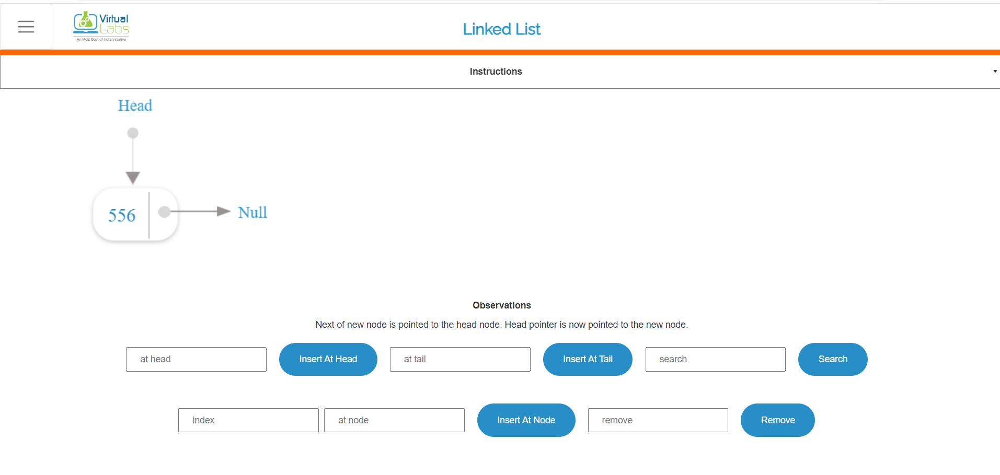 Virtual
Labs
An MoE Govt of India Initiative
Linked List
Instructions
Head
556
Null
Observations
Next of new node is pointed to the head node. Head pointer is now pointed to the new node.
at head
Insert At Head
at tail
Insert At Tail
search
Search
index
at node
Insert At Node
remove
Remove